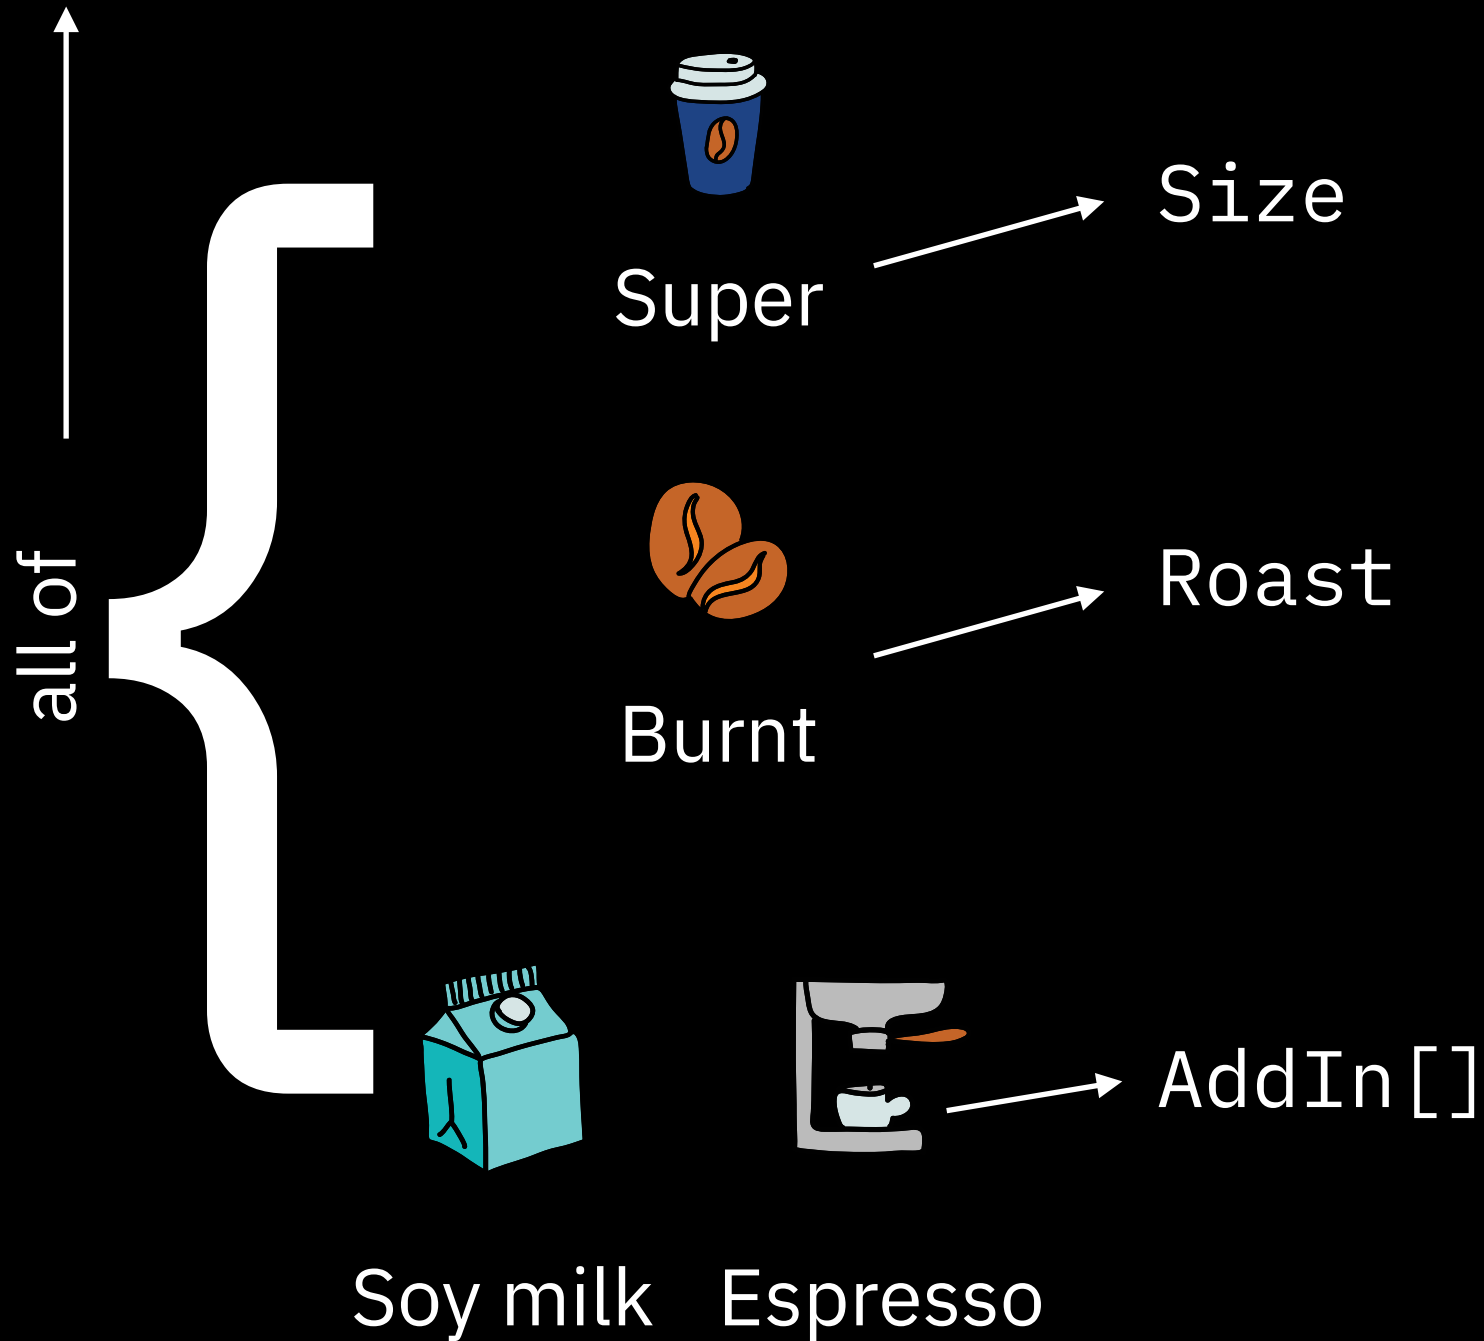 Size
Super
Roast
all of
Burnt
AddIn[]
Soy milk Espresso